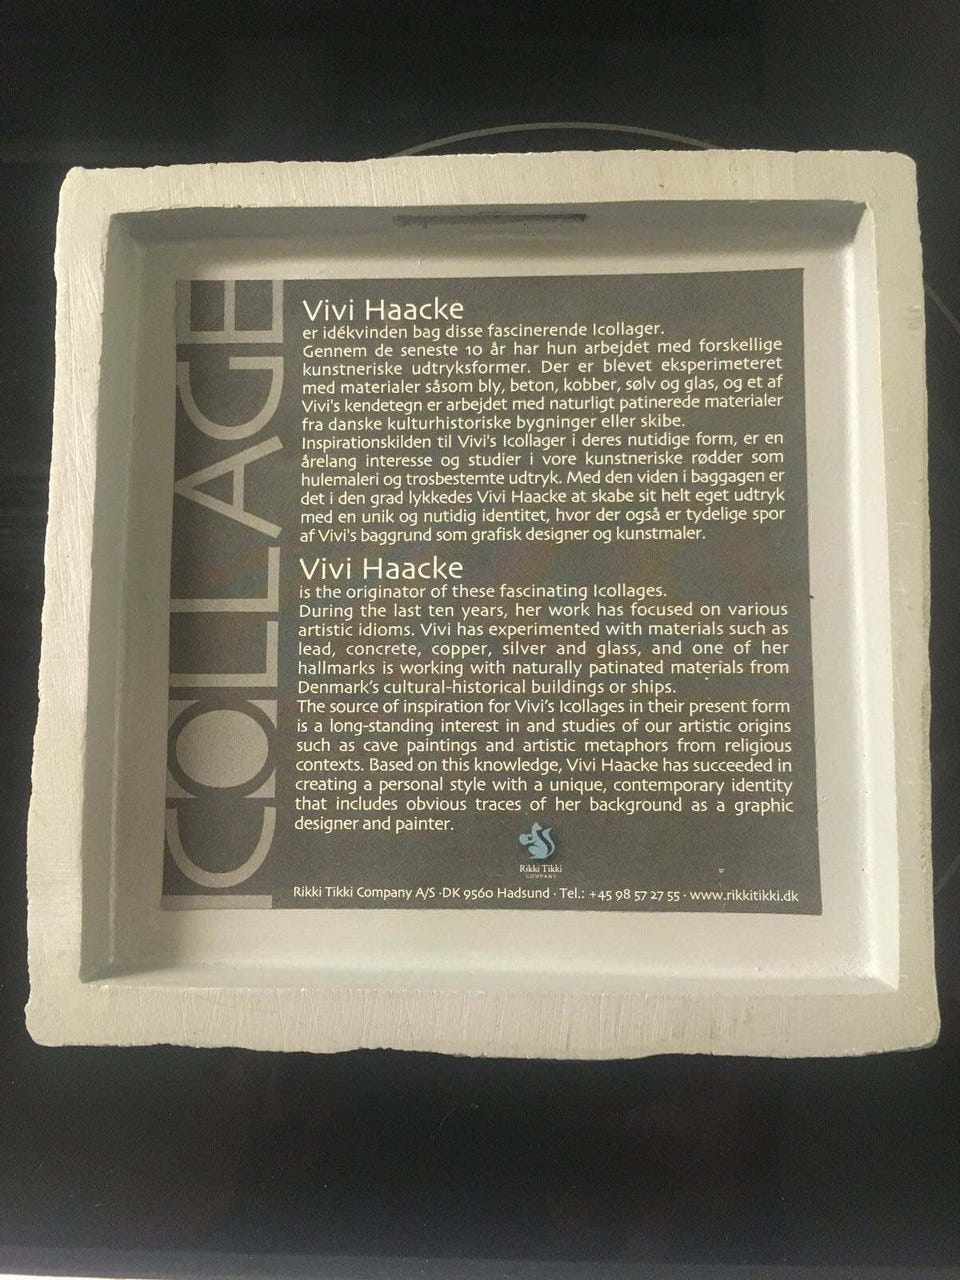 ICOLLAGE
Vivi Haacke
er idékvinden bag disse fascinerende Icollager.
Gennem de seneste 10 år har hun arbejdet med forskellige
kunstneriske udtryksformer. Der er blevet eksperimenteret
med materialer såsom bly, beton, kobber, sølv og glas, og et af
Vivi's kendetegn er arbejdet med naturligt patinerede materialer
fra danske kulturhistoriske bygninger eller skibe.
Inspirationskilden til Vivi's Icollager i deres nutidige form, er en
årelang interesse og studier i vore kunstneriske rødder som
hulemaleri og trosbestemte udtryk. Med den viden i baggagen er
det i den grad lykkedes Vivi Haacke at skabe sit helt eget udtryk
med en unik og nutidig identitet, hvor der også er tydelige spor
af Vivi's baggrund som grafisk designer og kunstmaler.
Vivi Haacke
is the originator of these fascinating Icollages.
During the last ten years, her work has focused on various
artistic idioms. Vivi has experimented with materials such as
lead, concrete, copper, silver and glass, and one of her
hallmarks is working with naturally patinated materials from
Denmark's cultural-historical buildings or ships.
The source of inspiration for Vivi's Icollages in their present form
is a long-standing interest in and studies of our artistic origins
such as cave paintings and artistic metaphors from religious
contexts. Based on this knowledge, Vivi Haacke has succeeded in
creating a personal style with a unique, contemporary identity
that includes obvious traces of her background as a graphic
designer and painter.
Rikki Tikki
COMPANY
Rikki Tikki Company A/S · DK 9560 Hadsund · Tel.: +45 98 57 27 55 · www.rikkitikki.dk